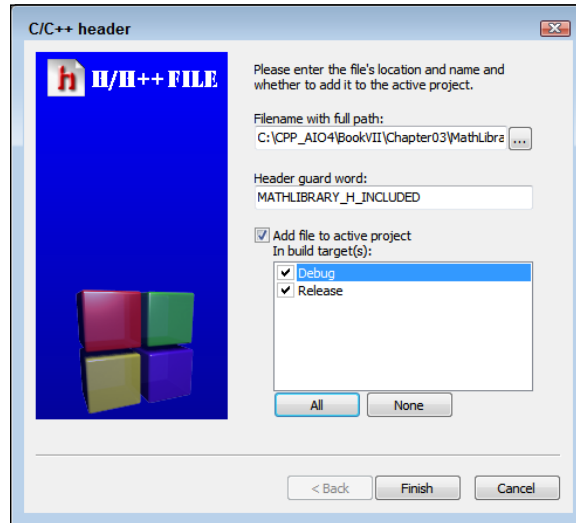 C/C++ header
H/H++ FILE
Please enter the file's location and name and
whether to add it to the active project.
Filename with full path:
C:\CPP_AIO4\BookVII\Chapter03\MathLibra
...
Header guard word:
MATHLIBRARY_H_INCLUDED
Add file to active project
In build target(s):
Debug
Release
All
None
< Back
Finish
Cancel